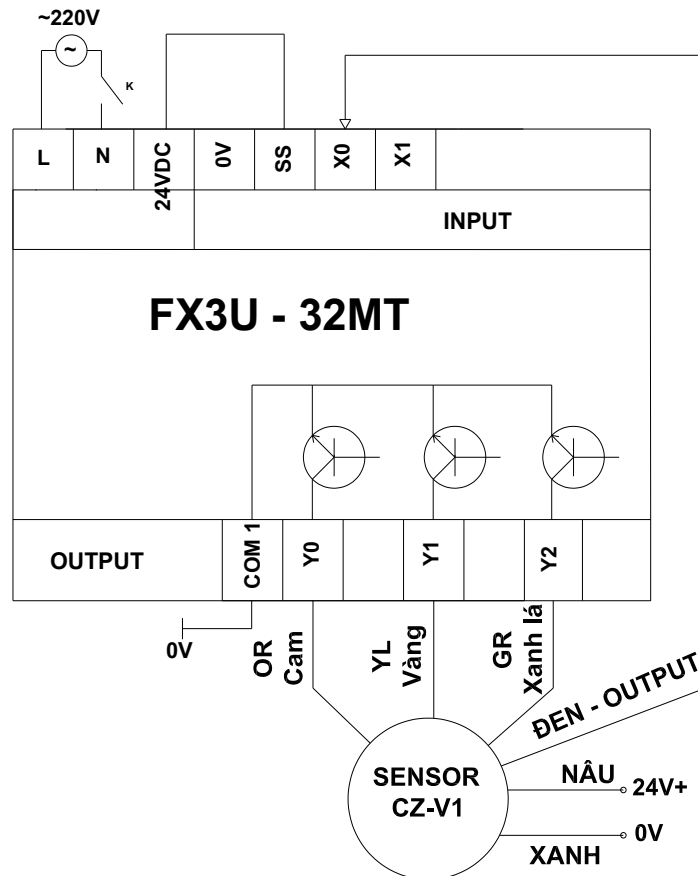 ~220V
~
K
L
N
24VDC
0V
SS
X0
X1
INPUT
FX3U - 32MT
OUTPUT
COM 1
Y0
Y1
Y2
0V
OR
Cam
YL
Vàng
GR
Xanh lá
ĐEN - OUTPUT
SENSOR
CZ-V1
NÂU
24V+
0V
XANH